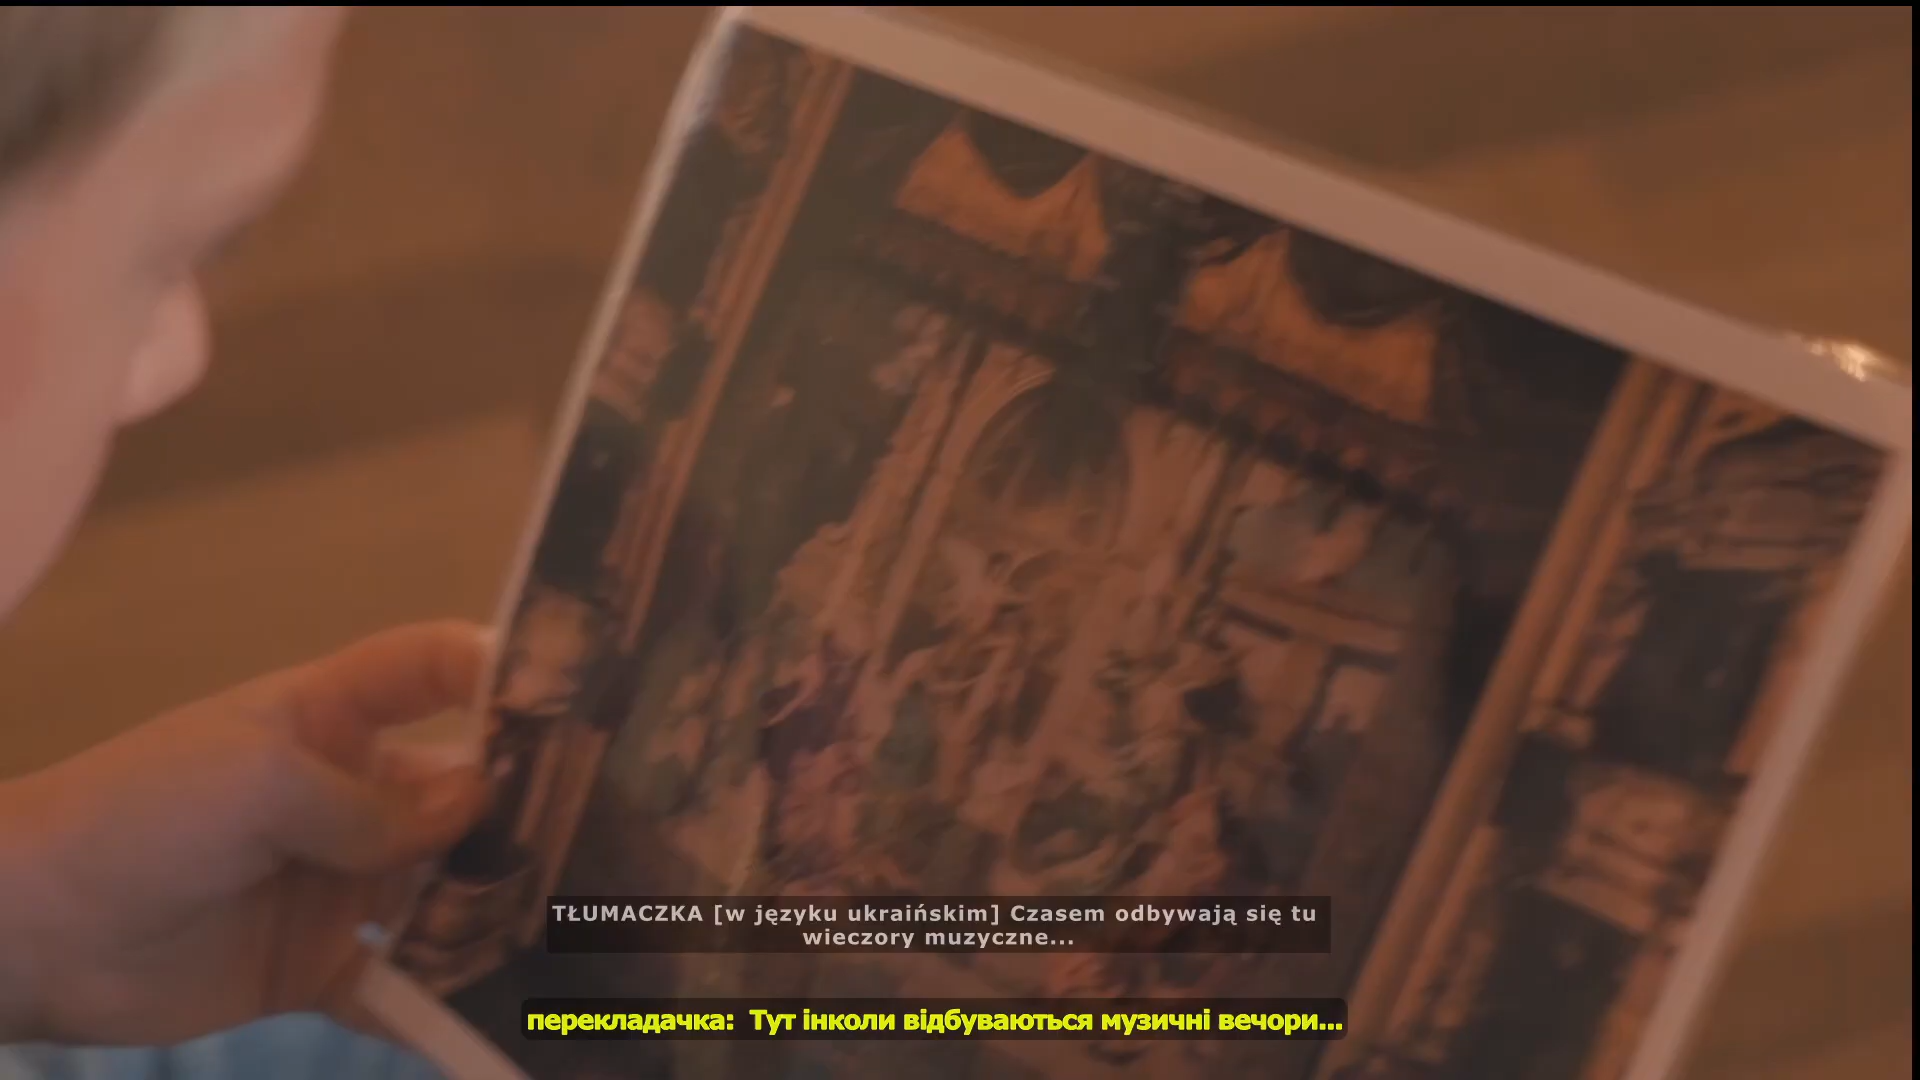 TŁUMACZKA [w języku ukraińskim] Czasem odbywają się tu
wieczory muzyczne...
перекладачка: Тут інколи відбуваються музичні вечори...